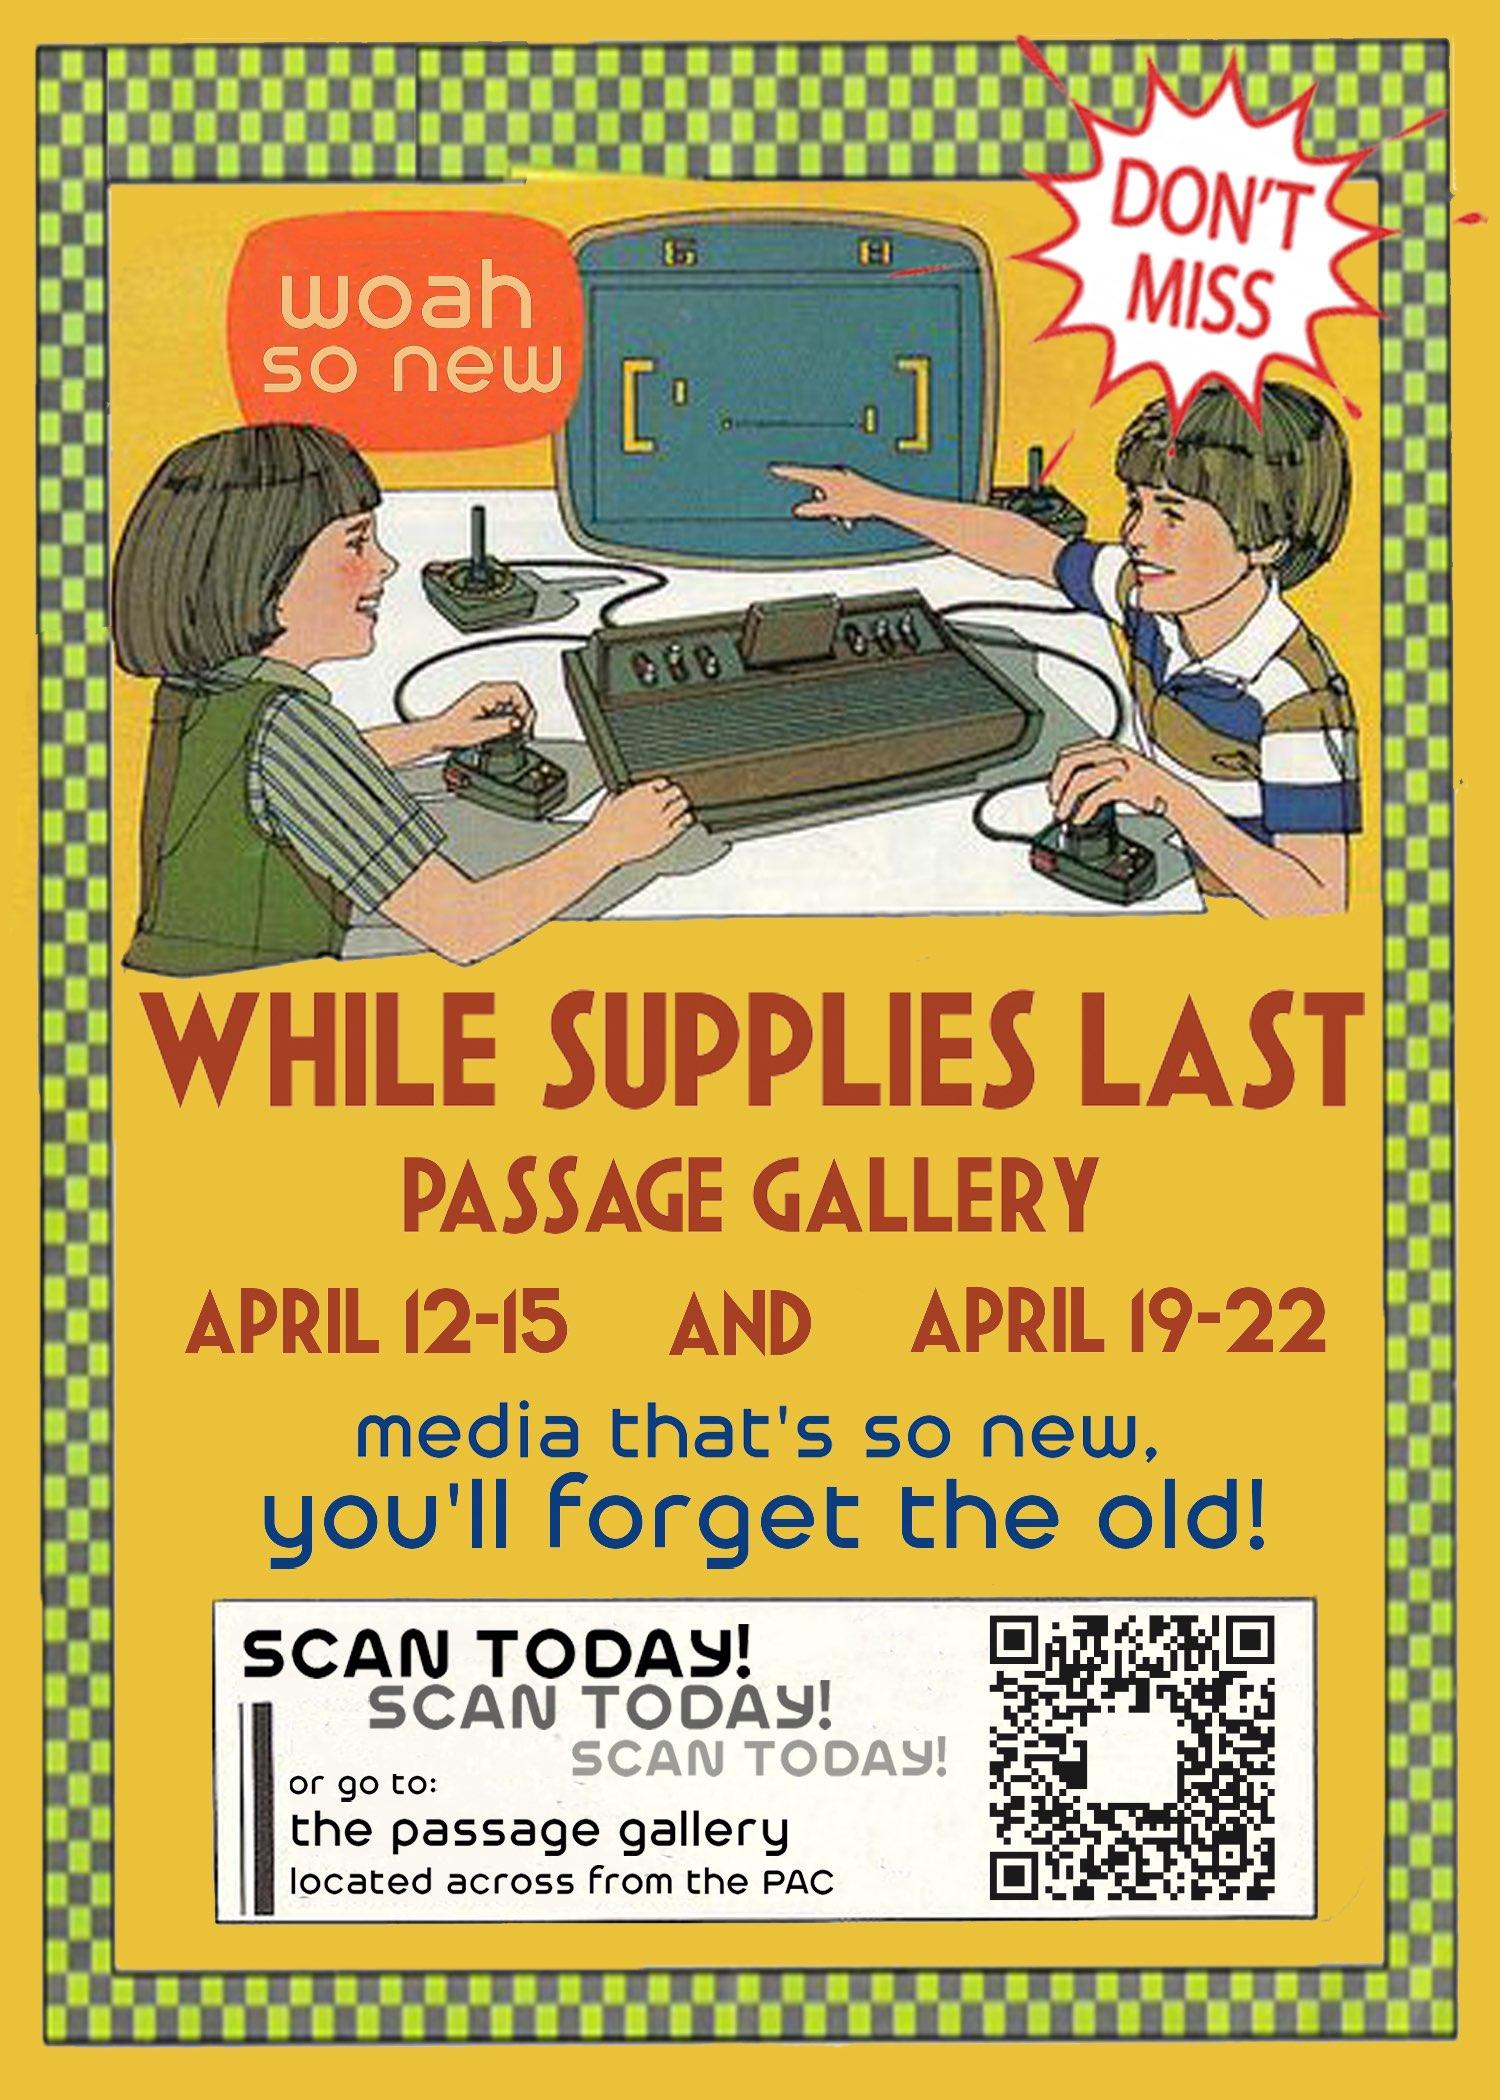 DON'T
MISS
woah
so new
6 8
WHILE SUPPLIES LAST
PASSAGE GALLERY
APRIL 12-15 AND APRIL 19-22
media that's so new,
you'll forget the old!
SCAN TODAY!
SCAN TODAY!
SCAN TODAY!
or go to:
the passage gallery
located across from the PAC